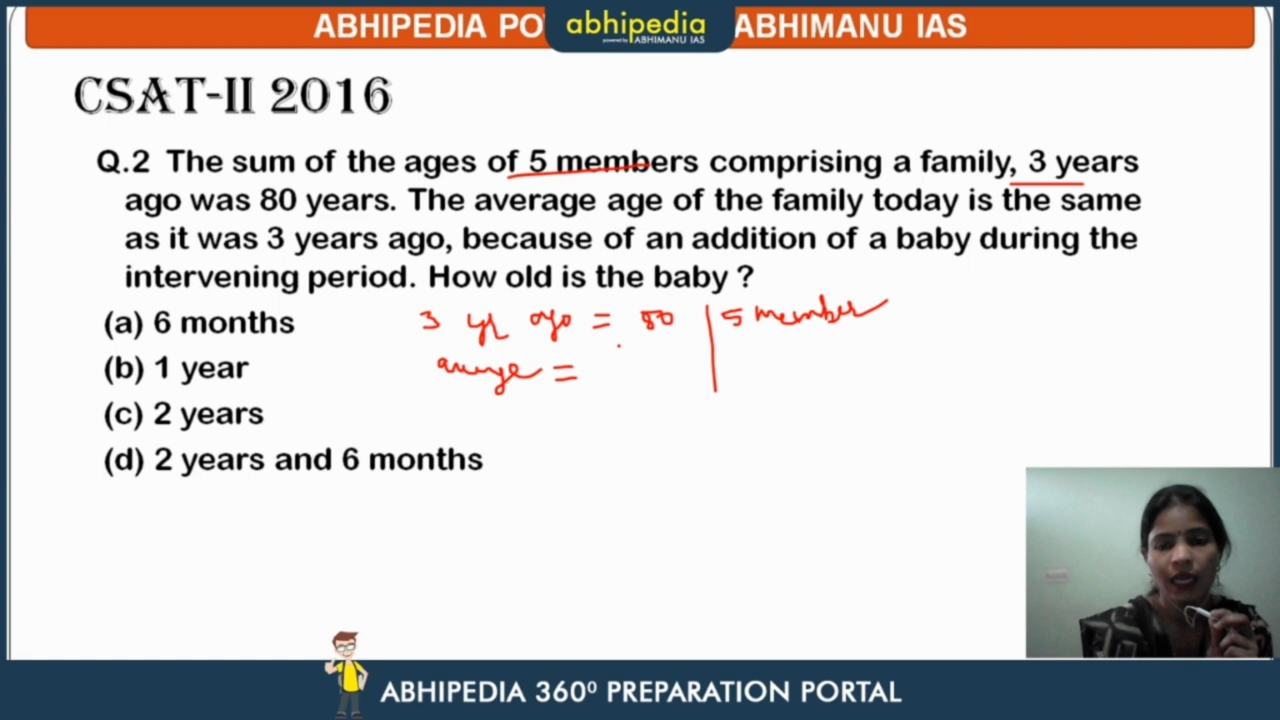 ABHIPEDIA PO
abhipedia
powered by ABHIMANU IAS
ABHIMANU IAS
CSAT-II 2016
Q.2 The sum of the ages of 5 members comprising a family, 3 years
ago was 80 years. The average age of the family today is the same
as it was 3 years ago, because of an addition of a baby during the
intervening period. How old is the baby ?
(a) 6 months
3 yr ago = 80 | 5 member
(b) 1 year
average =
(c) 2 years
(d) 2 years and 6 months
ABHIPEDIA 360⁰ PREPARATION PORTAL